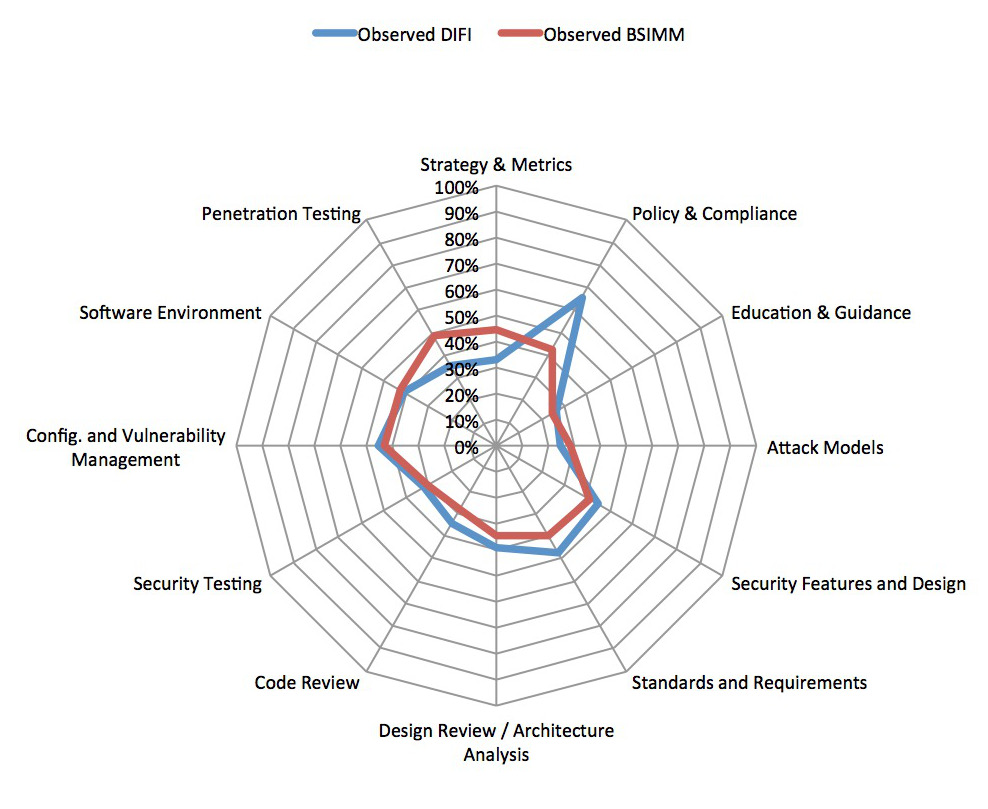 Observed DIFI
Observed BSIMM
Strategy & Metrics
100%
90%
80%
70%
60%
50%
40%
30%
20%
10%
0%
Policy & Compliance
Education & Guidance
Attack Models
Security Features and Design
Standards and Requirements
Design Review / Architecture
Analysis
Code Review
Security Testing
Config. and Vulnerability
Management
Software Environment
Penetration Testing